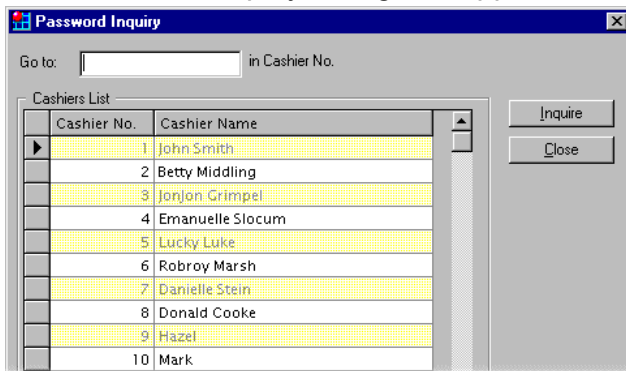 Password Inquiry
Go to: in Cashier No.
Cashiers List
Inquire
Close
Cashier No. Cashier Name
1 John Smith
2 Betty Middling
3 JonJon Grimpel
4 Emanuelle Slocum
5 Lucky Luke
6 Robroy Marsh
7 Danielle Stein
8 Donald Cooke
9 Hazel
10 Mark